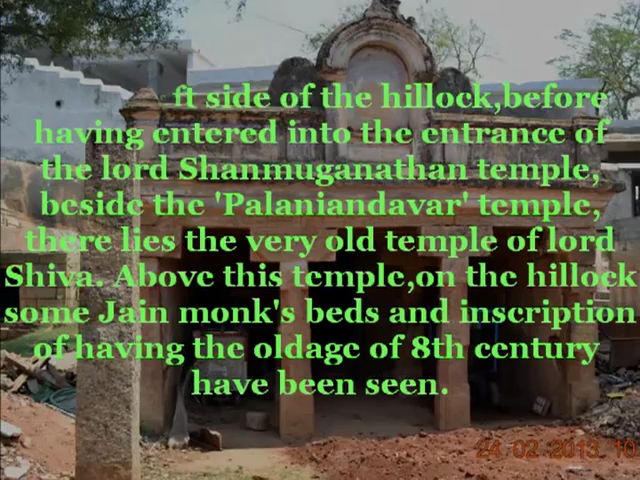 ft side of the hillock,before
having entered into the entrance of
the lord Shanmuganathan temple,
beside the 'Palaniandavar' temple,
there lies the very old temple of lord
Shiva. Above this temple,on the hillock
some Jain monk's beds and inscription
of having the oldage of 8th century
have been seen.
24 02 2013 10